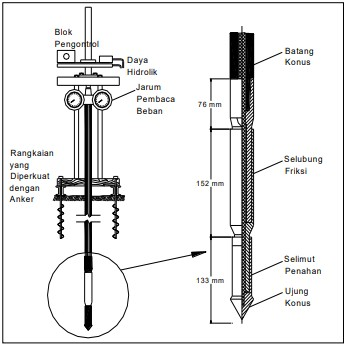 Blok
Pengontrol
Daya
Hidrolik
Jarum
Pembaca
Beban
Rangkaian
yang
Diperkuat
dengan
Anker
Batang
Konus
76 mm
Selubung
Friksi
152 mm
Selimut
Penahan
133 mm
Ujung
Konus